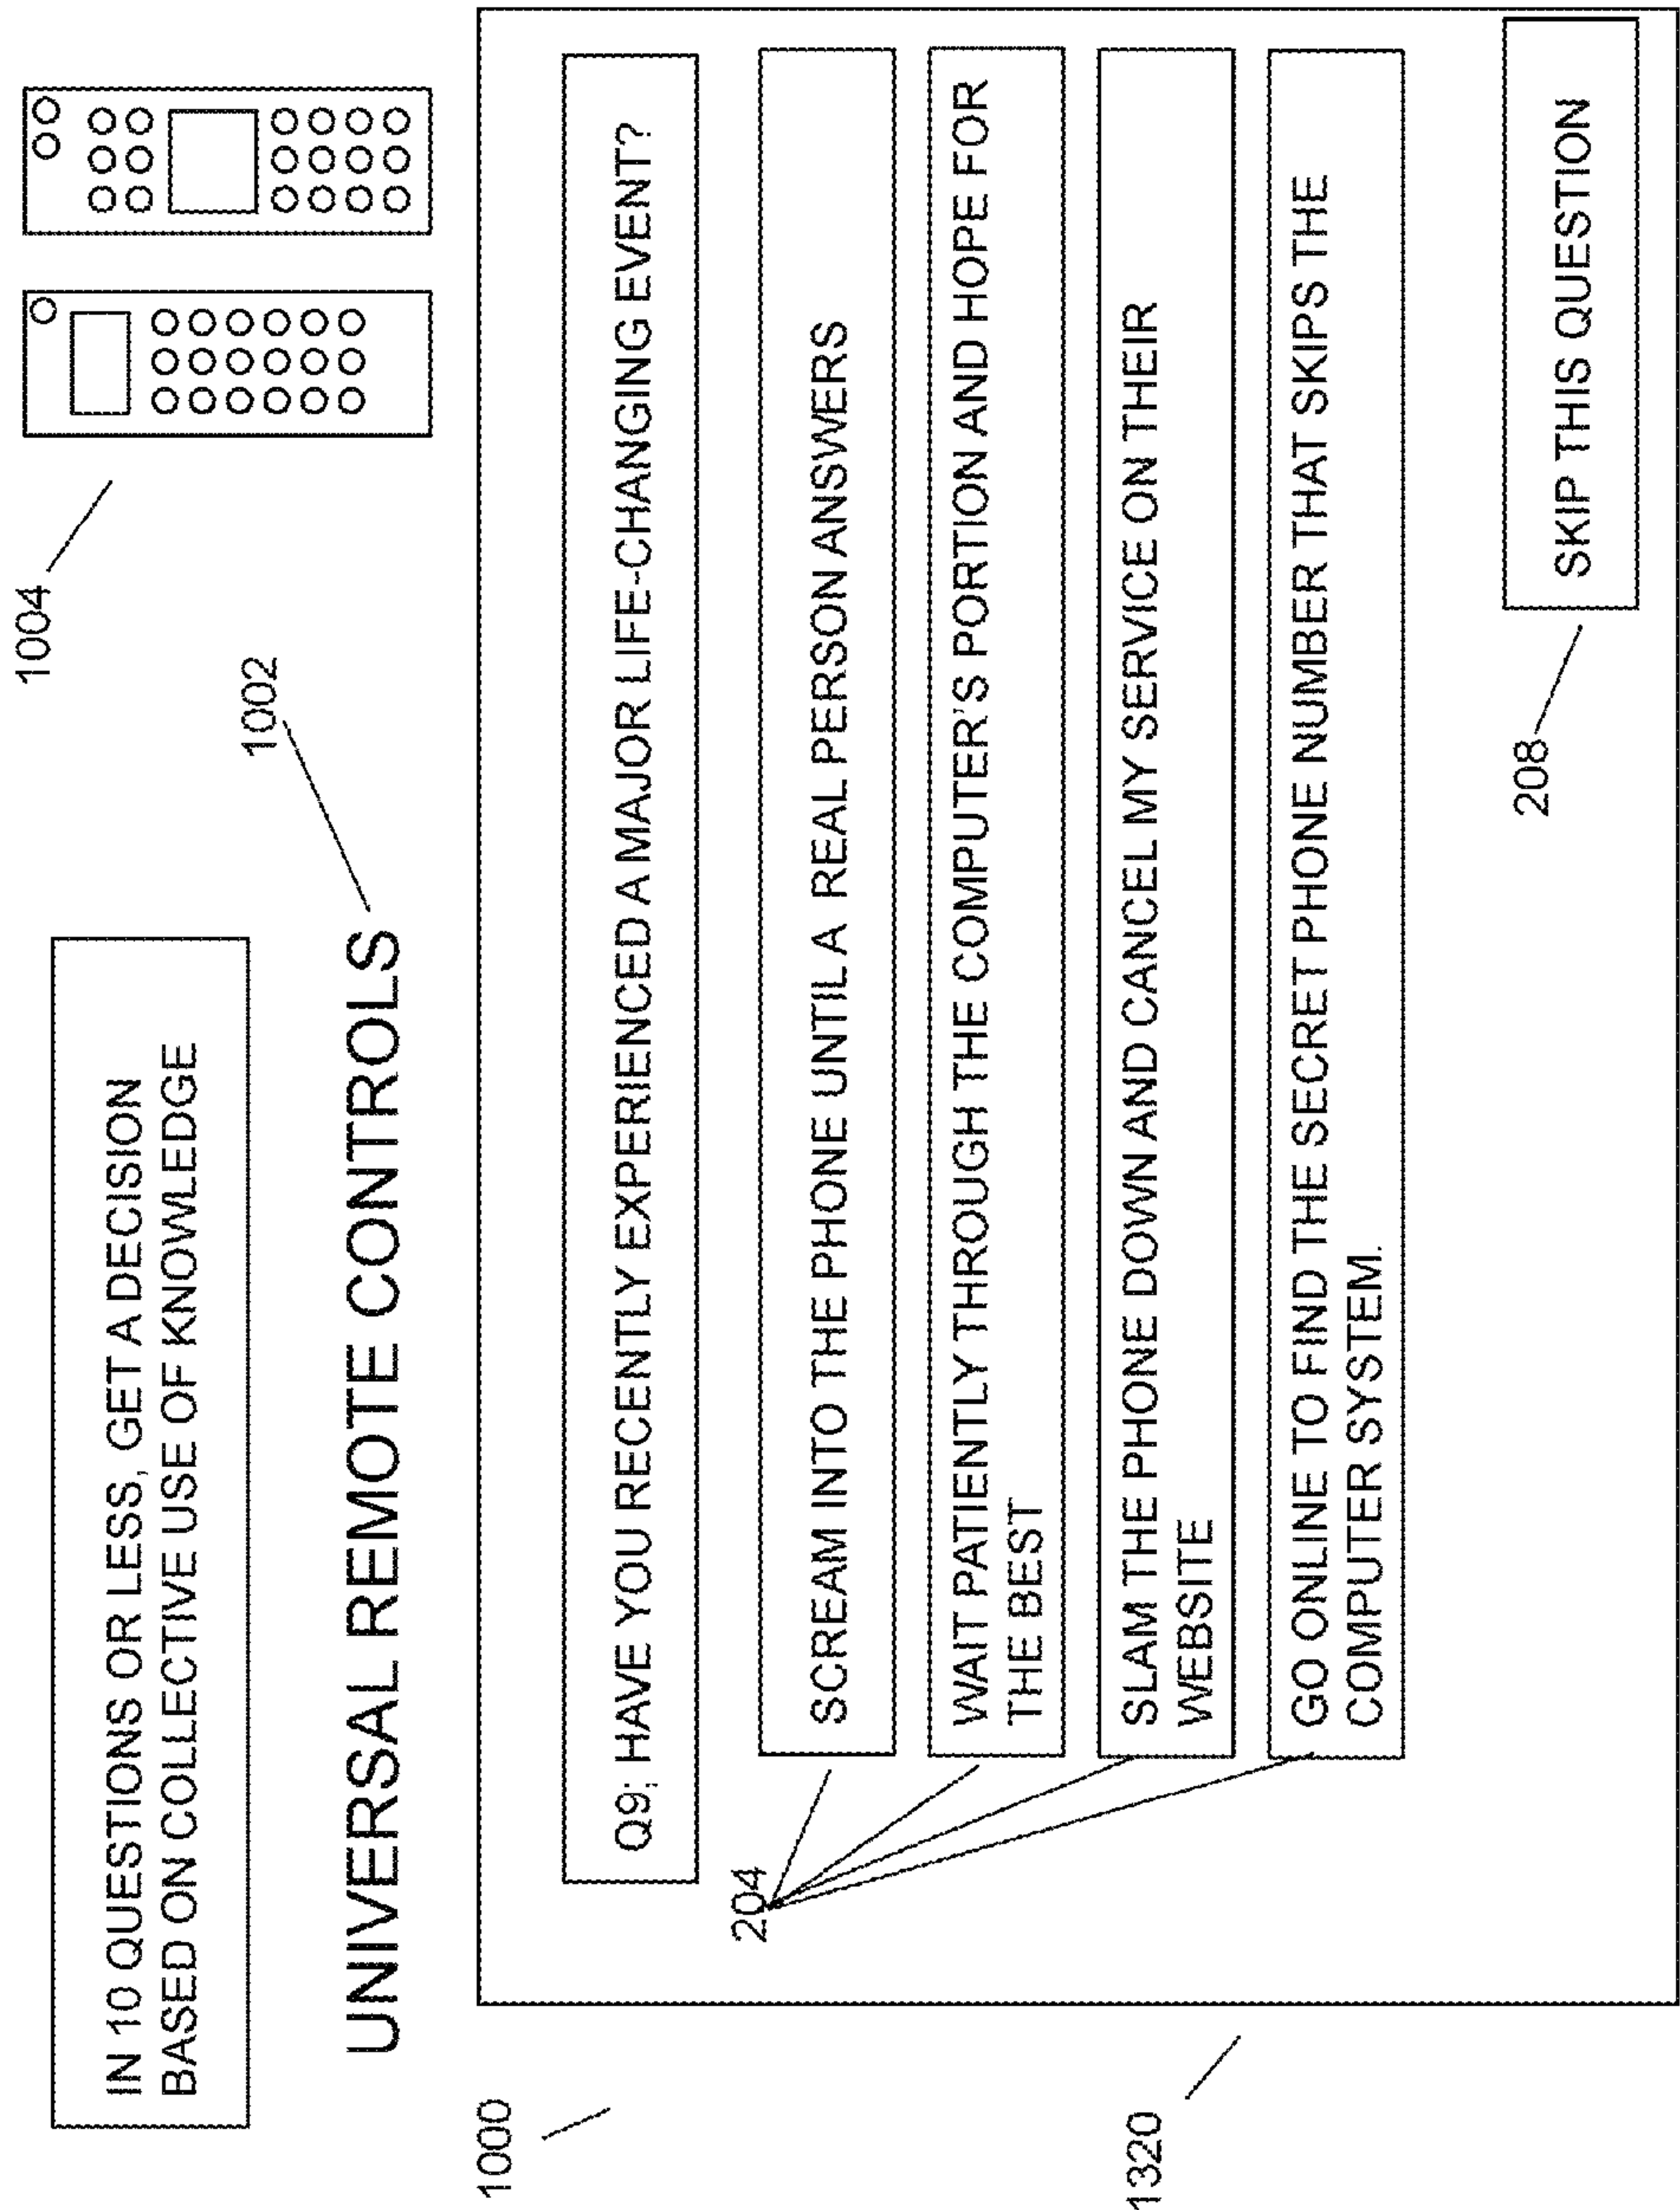 IN 10 QUESTIONS OR LESS, GET A DECISION
BASED ON COLLECTIVE USE OF KNOWLEDGE
1004
1002
UNIVERSAL REMOTE CONTROLS
1000
Q9; HAVE YOU RECENTLY EXPERIENCED A MAJOR LIFE-CHANGING EVENT?
204
SCREAM INTO THE PHONE UNTIL A REAL PERSON ANSWERS
WAIT PATIENTLY THROUGH THE COMPUTER'S PORTION AND HOPE FOR
THE BEST
SLAM THE PHONE DOWN AND CANCEL MY SERVICE ON THEIR
WEBSITE
GO ONLINE TO FIND THE SECRET PHONE NUMBER THAT SKIPS THE
COMPUTER SYSTEM.
1320
208
SKIP THIS QUESTION